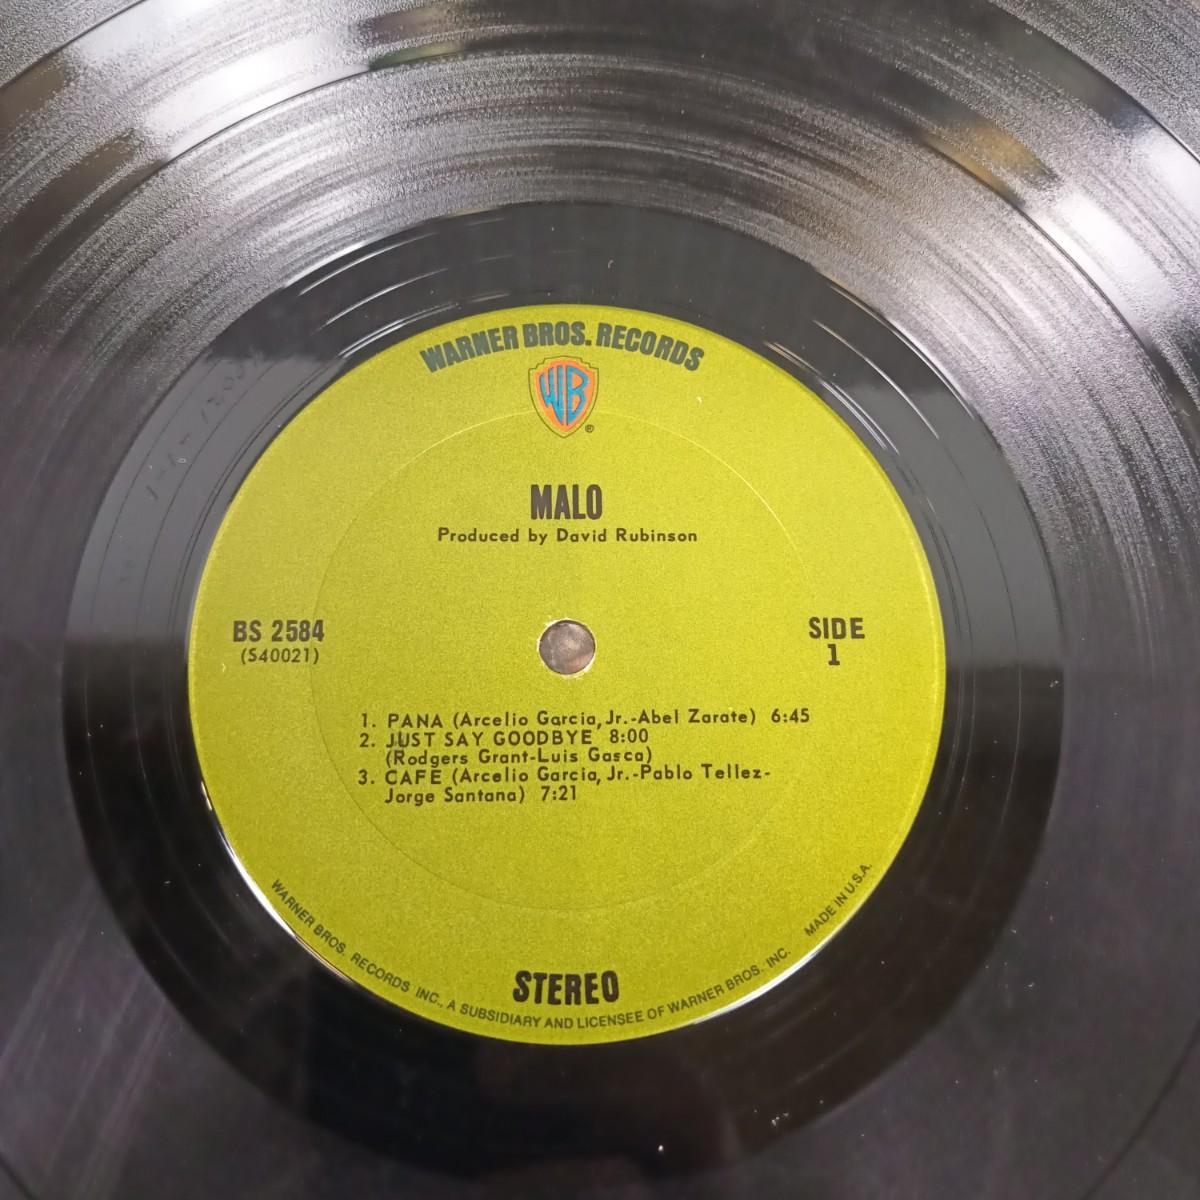 WARNER BROS. RECORDS
WB
®
MALO
Produced by David Rubinson
BS 2584
(S40021)
SIDE
1
1. PANA (Arcelio Garcia, Jr.-Abel Zarate) 6:45
2. JUST SAY GOODBYE 8:00
(Rodgers Grant-Luis Gasca)
3. CAFE (Arcelio Garcia, Jr.-Pablo Tellez-
Jorge Santana) 7:21
STEREO
WARNER BROS. RECORDS INC., A SUBSIDIARY AND LICENSEE OF WARNER BROS. INC. MADE IN U.S.A.